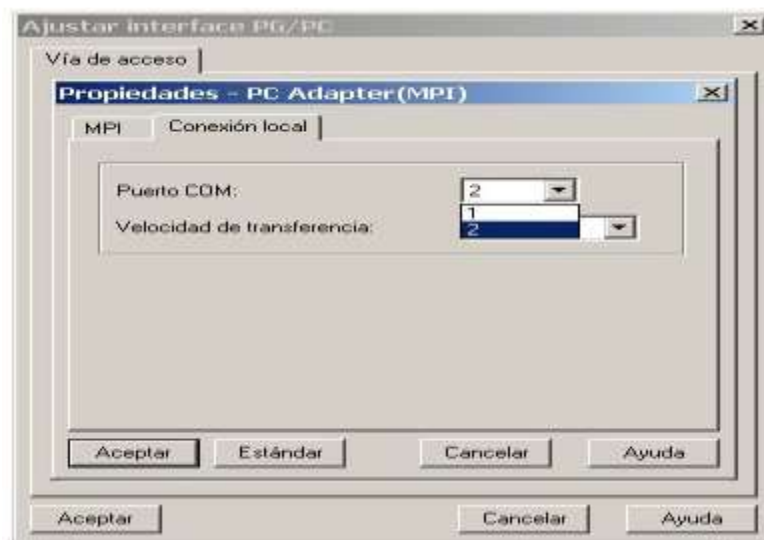 Ajustar interface PG/PC
Vía de acceso
Propiedades - PC Adapter(MPI)
MPI Conexión local
Puerto COM: 2
1
Velocidad de transferencia: 2
Aceptar Estándar Cancelar Ayuda
Aceptar Cancelar Ayuda